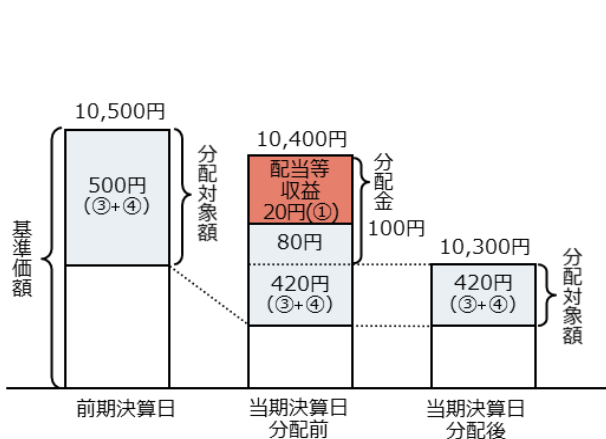 基準価額
10,500円
500円
(③+④)
分配対象額
前期決算日
10,400円
配当等
収益
20円(①)
80円
420円
(③+④)
分配金
100円
当期決算日
分配前
10,300円
420円
(③+④)
分配対象額
当期決算日
分配後